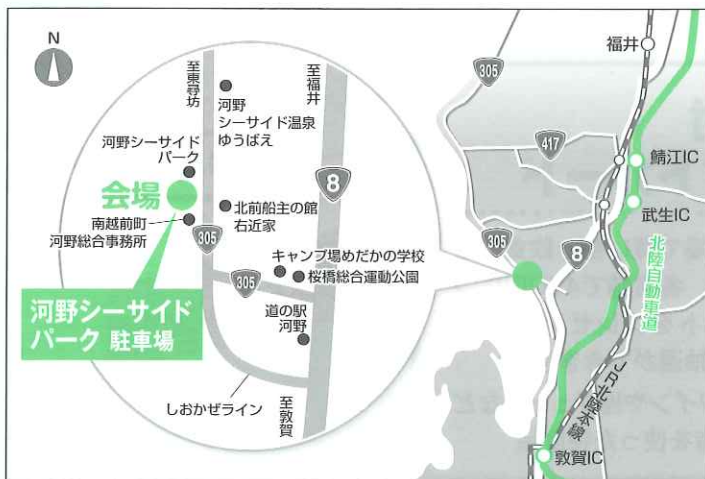 N
至東尋坊
河野
シーサイド温泉
ゆうばえ
至福井
8
河野シーサイド
パーク
会場
北前船主の館
右近家
南越前町
河野総合事務所
305
305
キャンプ場めだかの学校
桜橋総合運動公園
河野シーサイド
パーク 駐車場
道の駅
河野
しおかぜライン
至敦賀
福井
305
417
鯖江IC
武生IC
305
8
北陸自動車道
JR北陸本線
敦賀IC